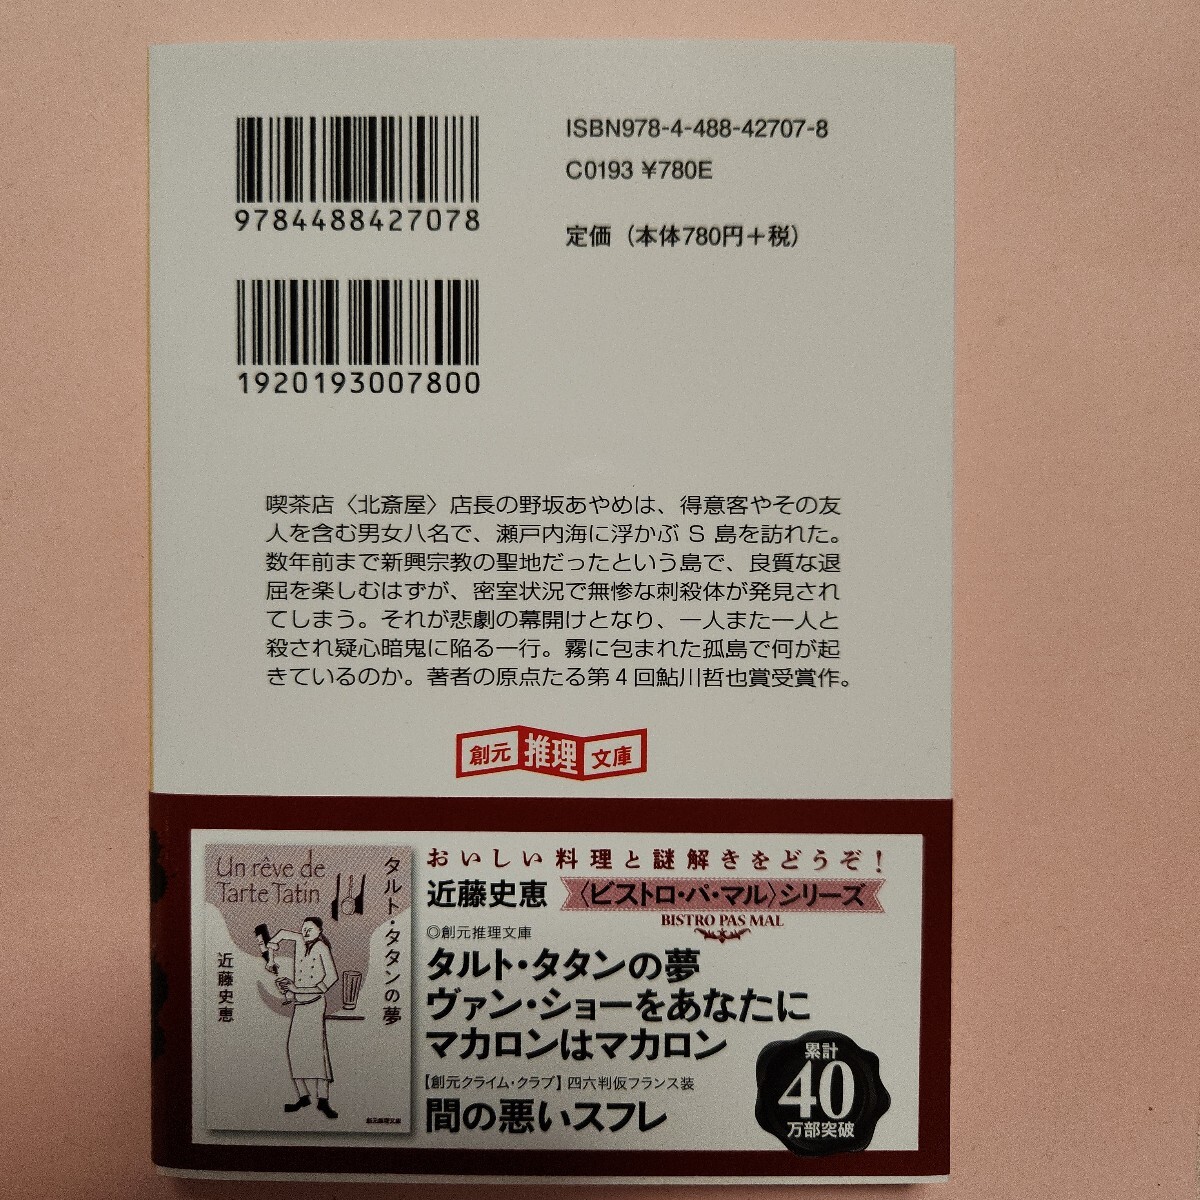 9784488427078
ISBN978-4-488-42707-8
C0193 ¥780E
定価（本体780円＋税）
1920193007800
喫茶店〈北斎屋〉店長の野坂あやめは、得意客やその友
人を含む男女八名で、瀬戸内海に浮かぶ S 島を訪れた。
数年前まで新興宗教の聖地だったという島で、良質な退
屈を楽しむはずが、密室状況で無惨な刺殺体が発見され
てしまう。それが悲劇の幕開けとなり、一人また一人と
殺され疑心暗鬼に陥る一行。霧に包まれた孤島で何が起
きているのか。著者の原点たる第４回鮎川哲也賞受賞作。
創元 推理 文庫
Un rêve de
Tarte Tatin
タルト・タタンの夢
近藤史恵
創元推理文庫
おいしい料理と謎解きをどうぞ！
近藤史恵 〈ビストロ・パ・マル〉シリーズ
BISTRO PAS MAL
◎創元推理文庫
タルト・タタンの夢
ヴァン・ショーをあなたに
マカロンはマカロン
【創元クライム・クラブ】四六判仮フランス装
間の悪いスフレ
累計
40
万部突破